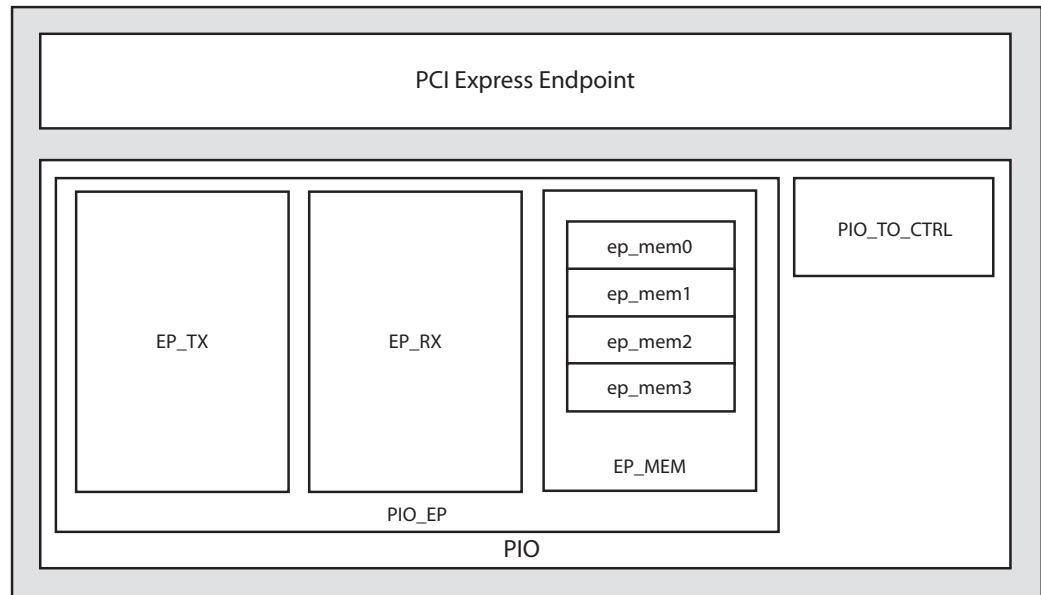 PCI Express Endpoint
EP_TX
EP_RX
ep_mem0
ep_mem1
ep_mem2
ep_mem3
EP_MEM
PIO_EP
PIO_TO_CTRL
PIO